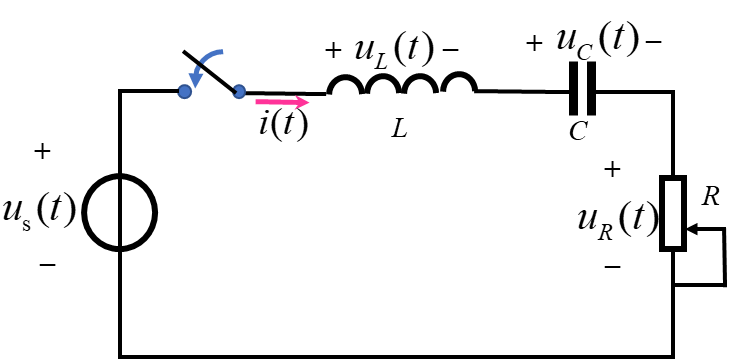 + u_L(t) −
+ u_C(t) −
i(t)
L
C
+
u_s(t)
−
+
u_R(t)
−
R